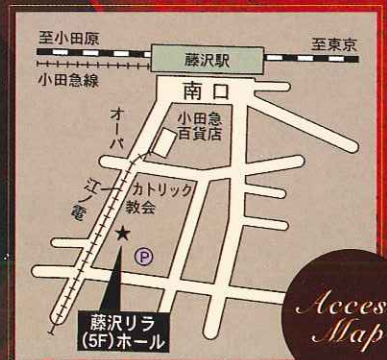 至小田原
藤沢駅
至東京
小田急線
南口
オーパ
小田急
百貨店
江ノ電
カトリック
教会
★
P
藤沢リラ
(5F)ホール
Acces
Map